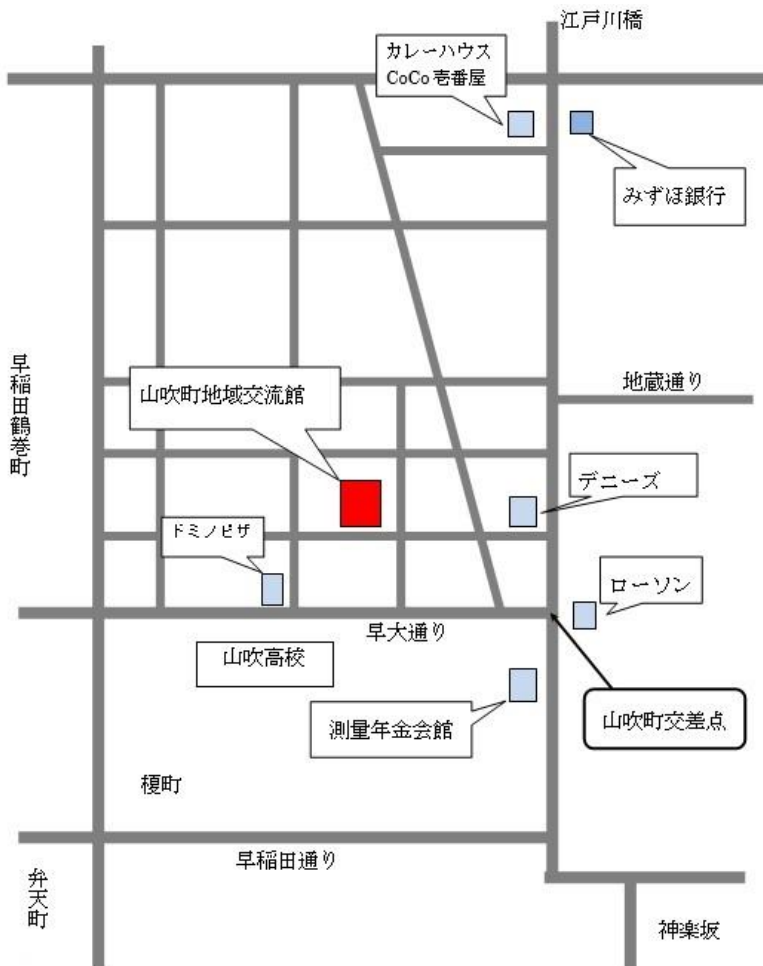 江戸川橋
カレーハウス
CoCo壱番屋
みずほ銀行
早稲田鶴巻町
山吹町地域交流館
地蔵通り
デニーズ
ドミノピザ
ローソン
早大通り
山吹高校
測量年金会館
山吹町交差点
榎町
早稲田通り
弁天町
神楽坂